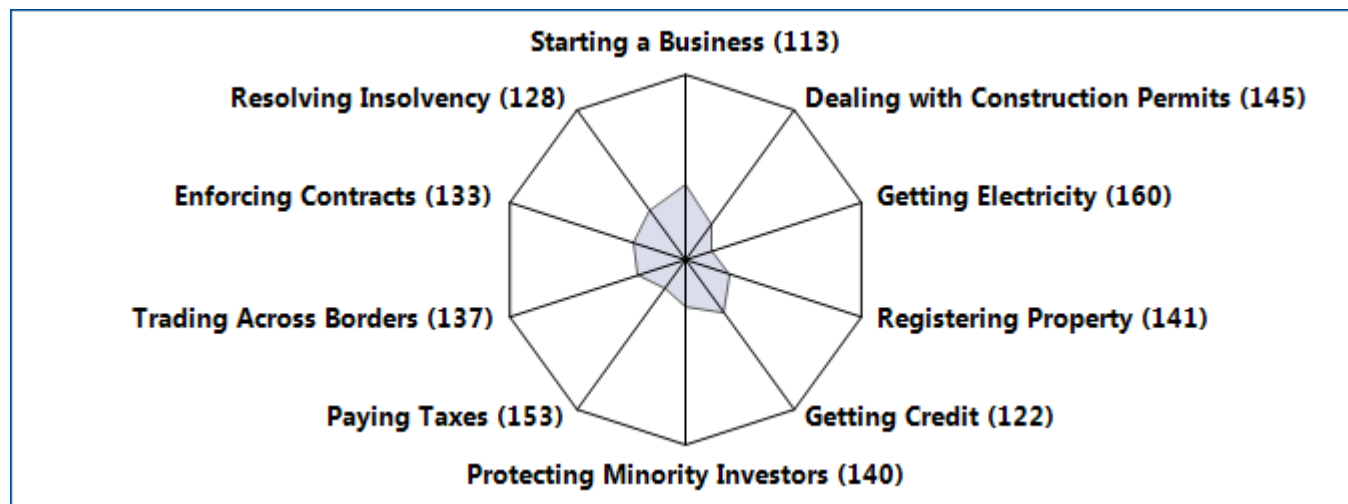 Starting a Business (113)
Resolving Insolvency (128)
Dealing with Construction Permits (145)
Enforcing Contracts (133)
Getting Electricity (160)
Trading Across Borders (137)
Registering Property (141)
Paying Taxes (153)
Getting Credit (122)
Protecting Minority Investors (140)